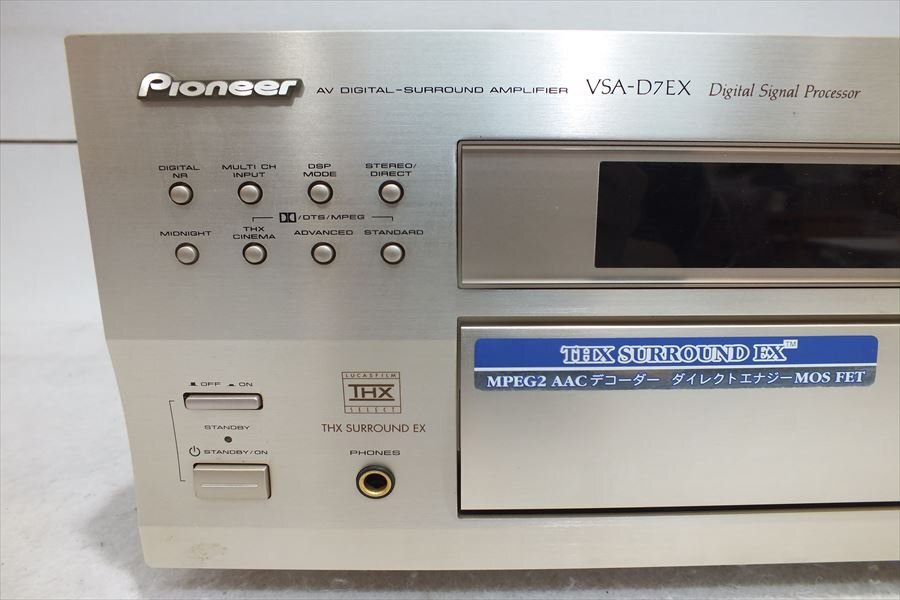 Pioneer AV DIGITAL-SURROUND AMPLIFIER VSA-D7EX Digital Signal Processor
DIGITAL NR
MULTI CH INPUT
DSP MODE
STEREO/ DIRECT
/DTS/MPEG
MIDNIGHT
THX CINEMA
ADVANCED
STANDARD
THX SURROUND EX™
MPEG2 AACデコーダー ダイレクトエナジーMOS FET
OFF ON
STANDBY
STANDBY/ON
LUCASFILM
THX
SELECT
THX SURROUND EX
PHONES